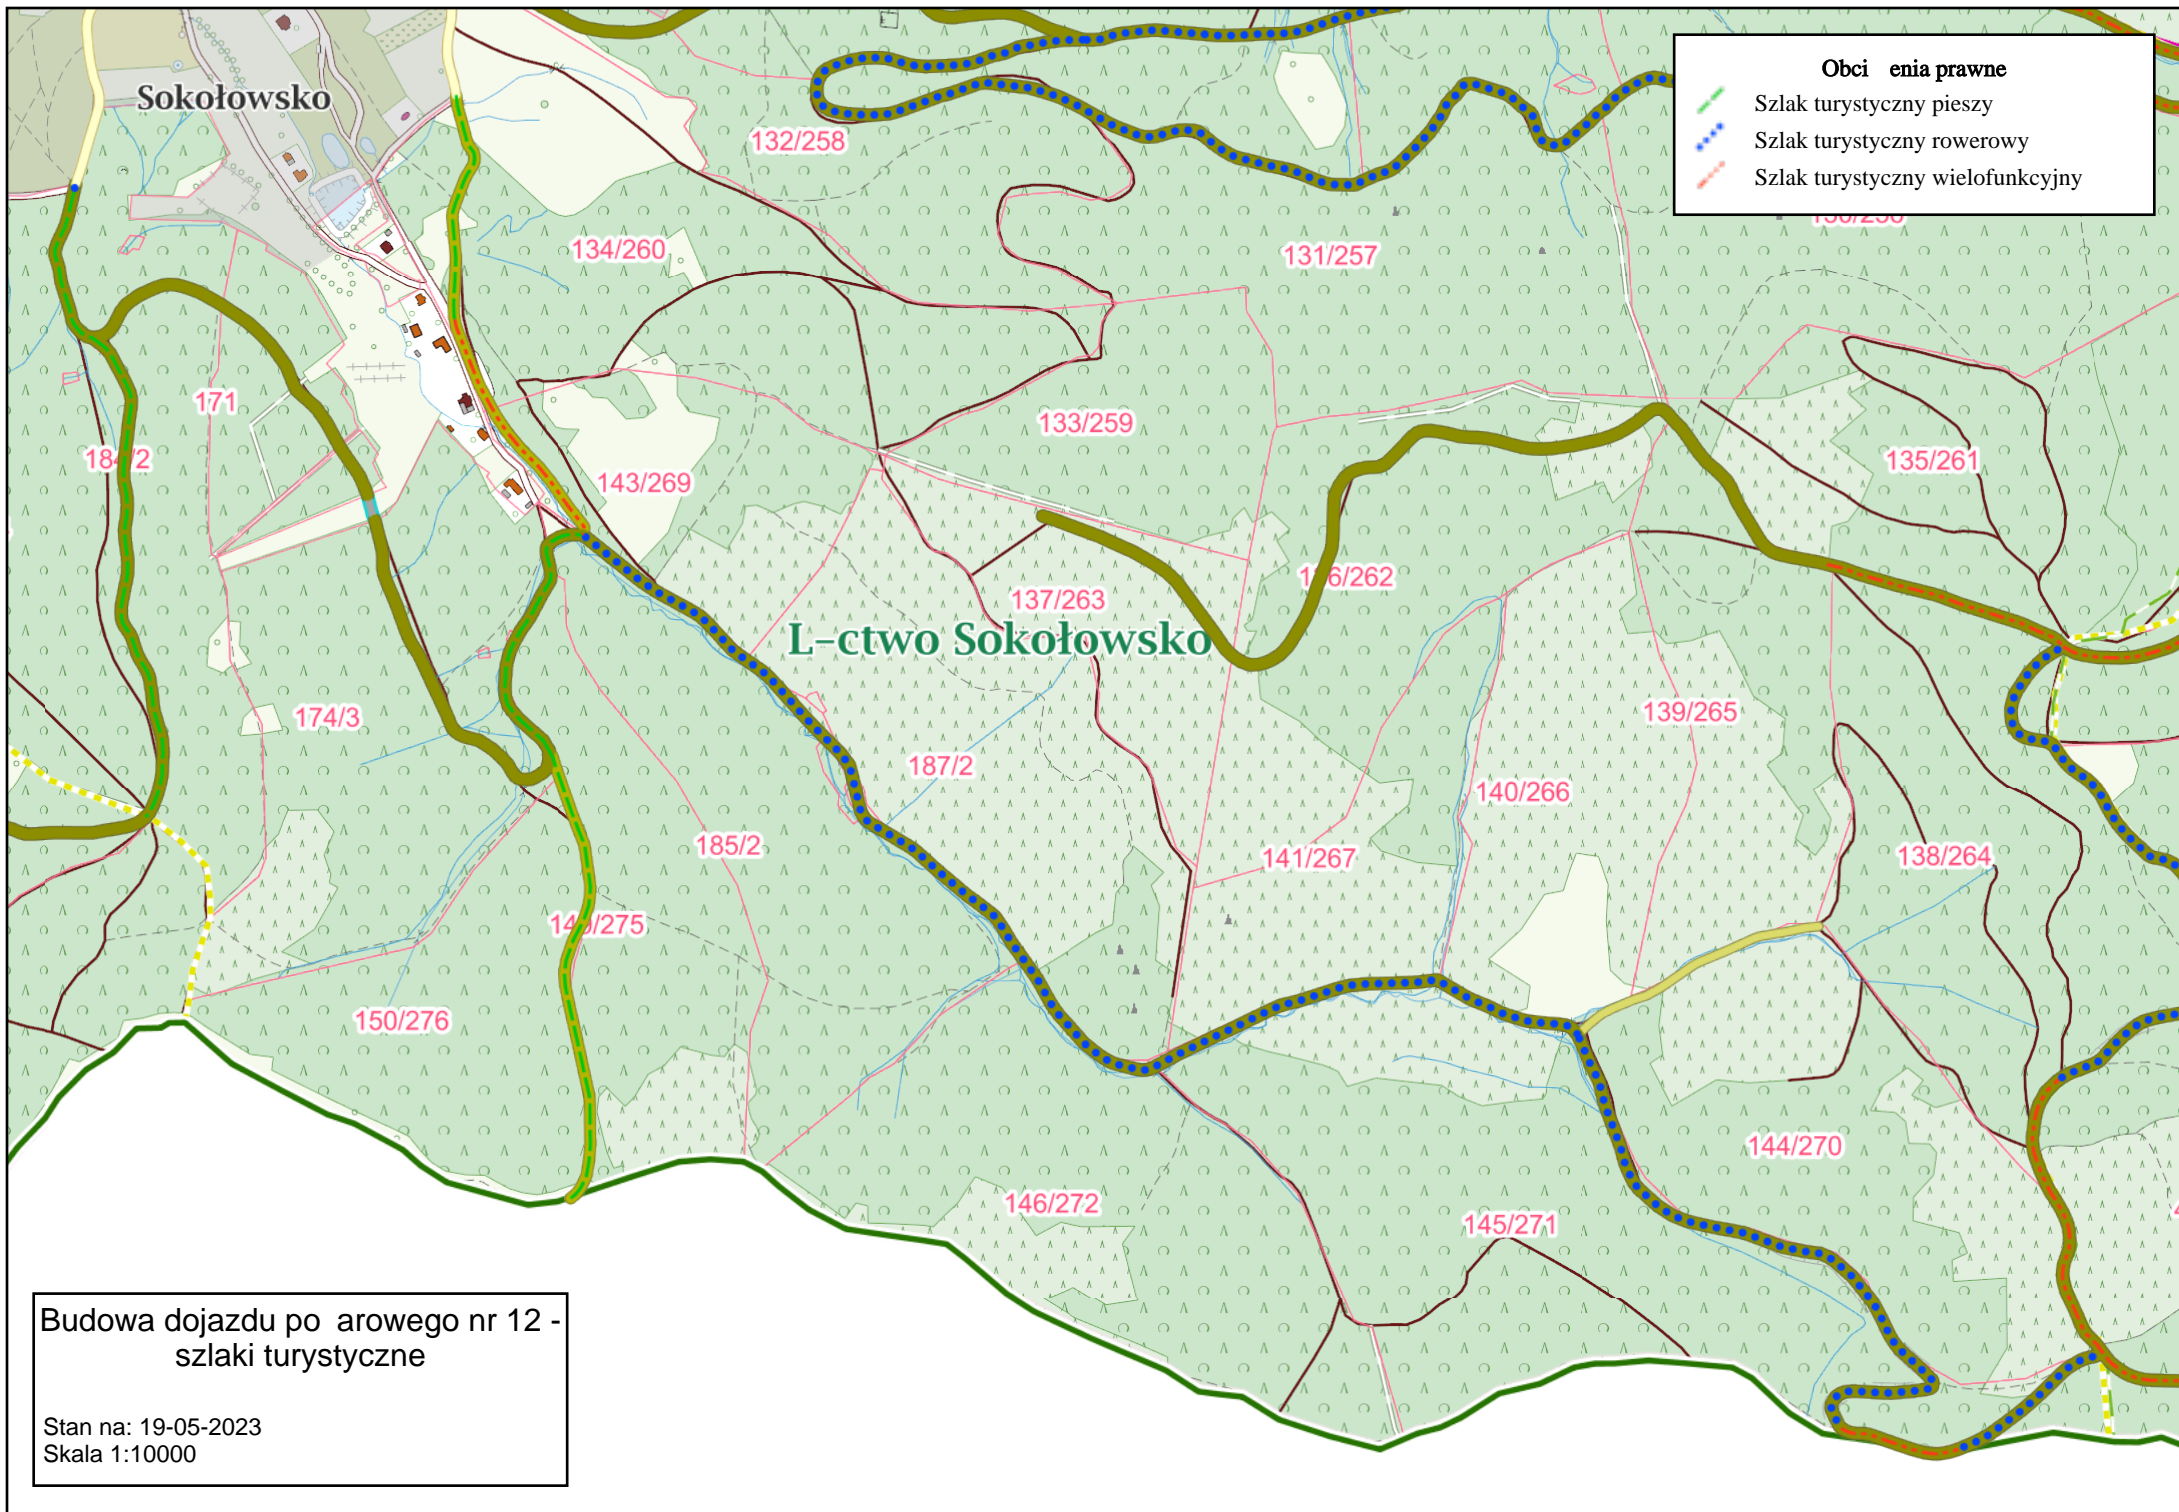 Sokołowsko
Obci enia prawne
Szlak turystyczny pieszy
Szlak turystyczny rowerowy
Szlak turystyczny wielofunkcyjny
132/258
134/260
131/257
171
133/259
135/261
143/269
137/263
L-ctwo Sokołowsko
174/3
139/265
187/2
140/266
185/2
141/267
138/264
150/276
144/270
146/272
145/271
Budowa dojazdu po arowego nr 12 -
szlaki turystyczne
Stan na: 19-05-2023
Skala 1:10000